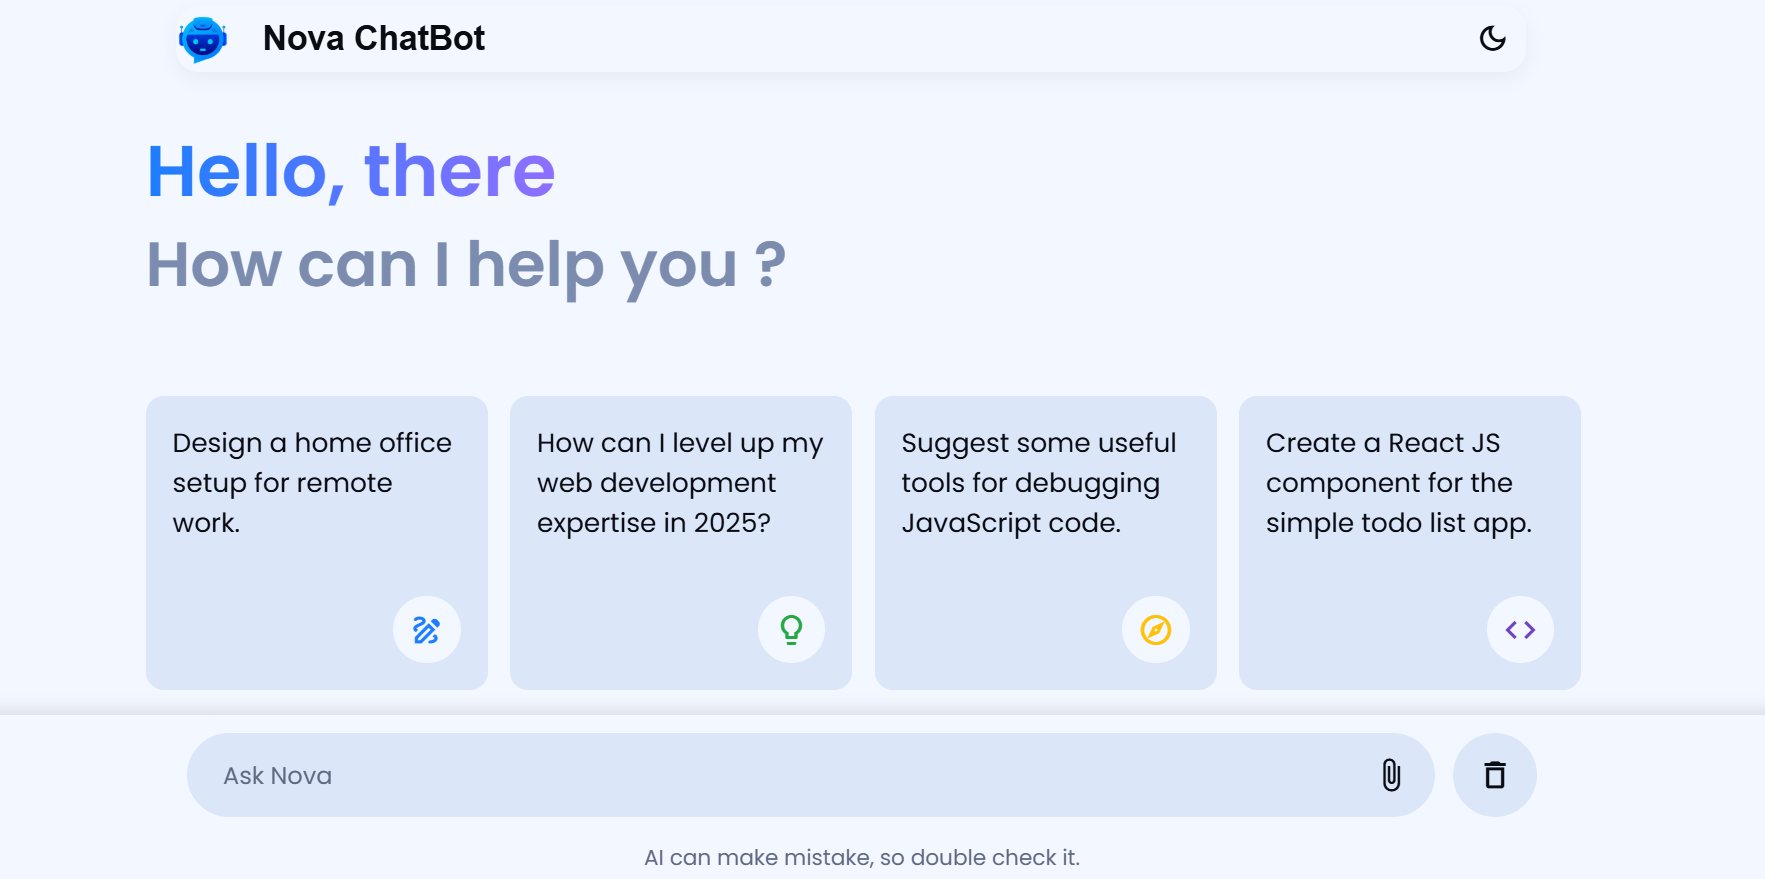 Nova ChatBot
Hello, there
How can I help you ?
Design a home office
setup for remote
work.
How can I level up my
web development
expertise in 2025?
Suggest some useful
tools for debugging
JavaScript code.
Create a React JS
component for the
simple todo list app.
Ask Nova
AI can make mistake, so double check it.